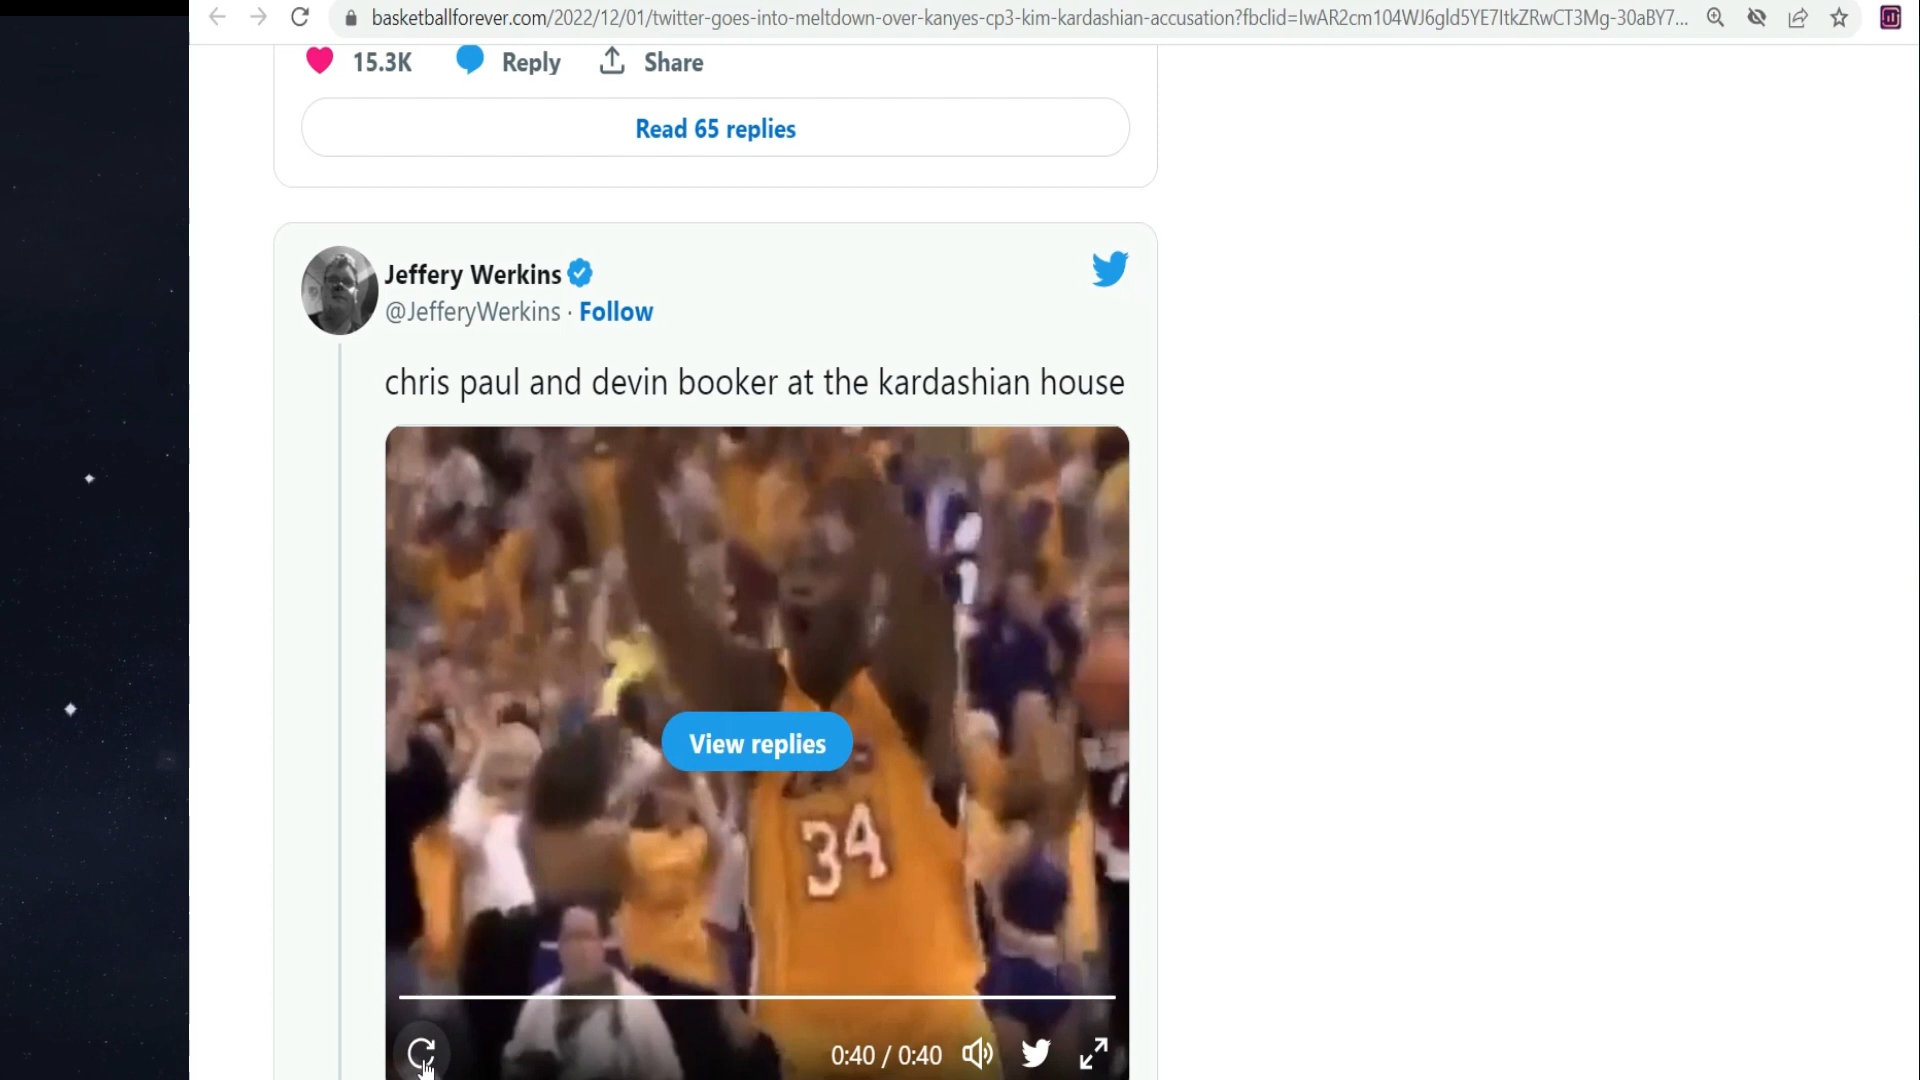 basketballforever.com/2022/12/01/twitter-goes-into-meltdown-over-kanyes-cp3-kim-kardashian-accusation?fbclid=IwAR2cm104WJ6gld5YE7ItkZRwCT3Mg-30aBY7...
15.3K Reply Share
Read 65 replies
Jeffery Werkins
@JefferyWerkins · Follow
chris paul and devin booker at the kardashian house
View replies
34
0:40 / 0:40